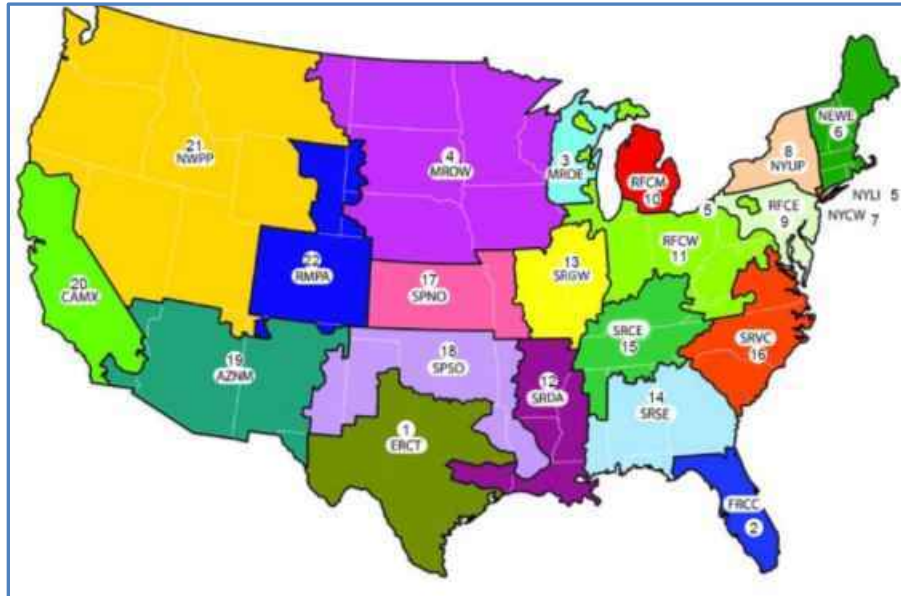 21
NWPP
4
MROW
3
MROE
RFCM
10
NEWE
6
8
NYUP
NYLI 5
5
RFCE
9
NYCW
7
RFCW
11
22
RMPA
17
SPNO
13
SRGW
20
CAMX
SRCE
15
SRVC
16
19
AZNM
18
SPSO
12
SRDA
14
SRSE
1
ERCT
FRCC
2